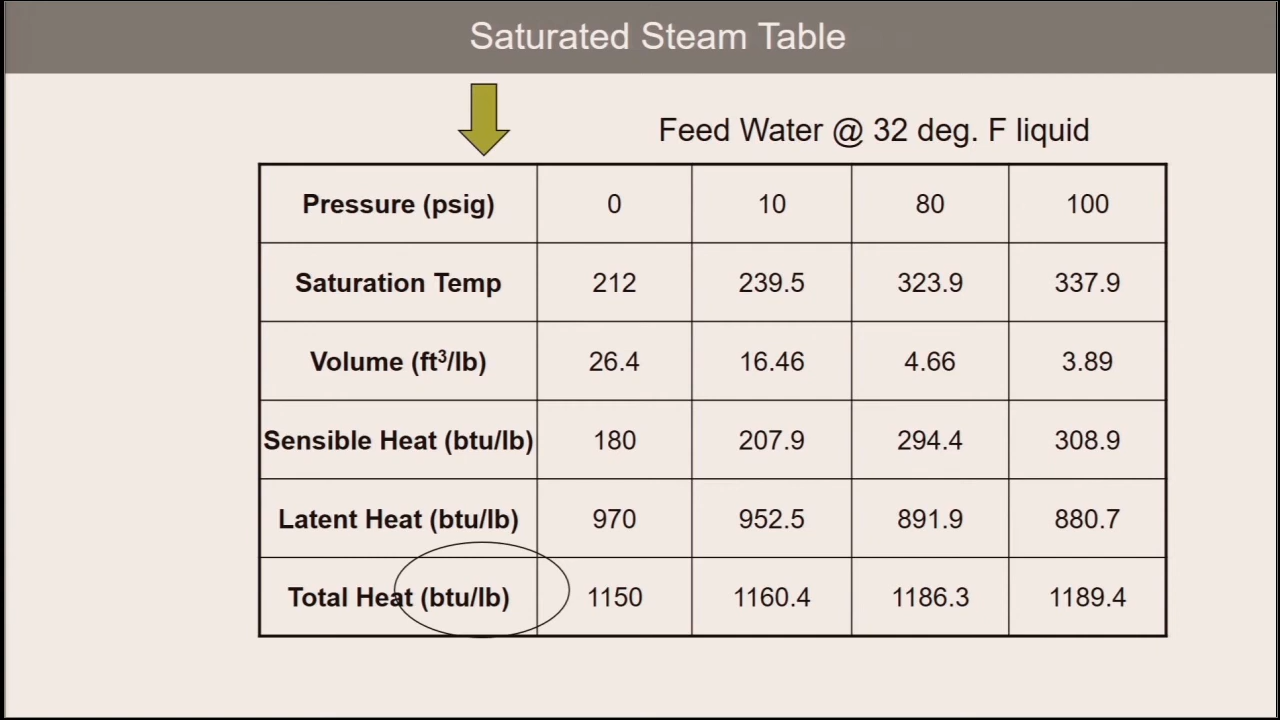 Saturated Steam Table
Feed Water @ 32 deg. F liquid
Pressure (psig) 0 10 80 100
Saturation Temp 212 239.5 323.9 337.9
Volume (ft³/lb) 26.4 16.46 4.66 3.89
Sensible Heat (btu/lb) 180 207.9 294.4 308.9
Latent Heat (btu/lb) 970 952.5 891.9 880.7
Total Heat (btu/lb) 1150 1160.4 1186.3 1189.4